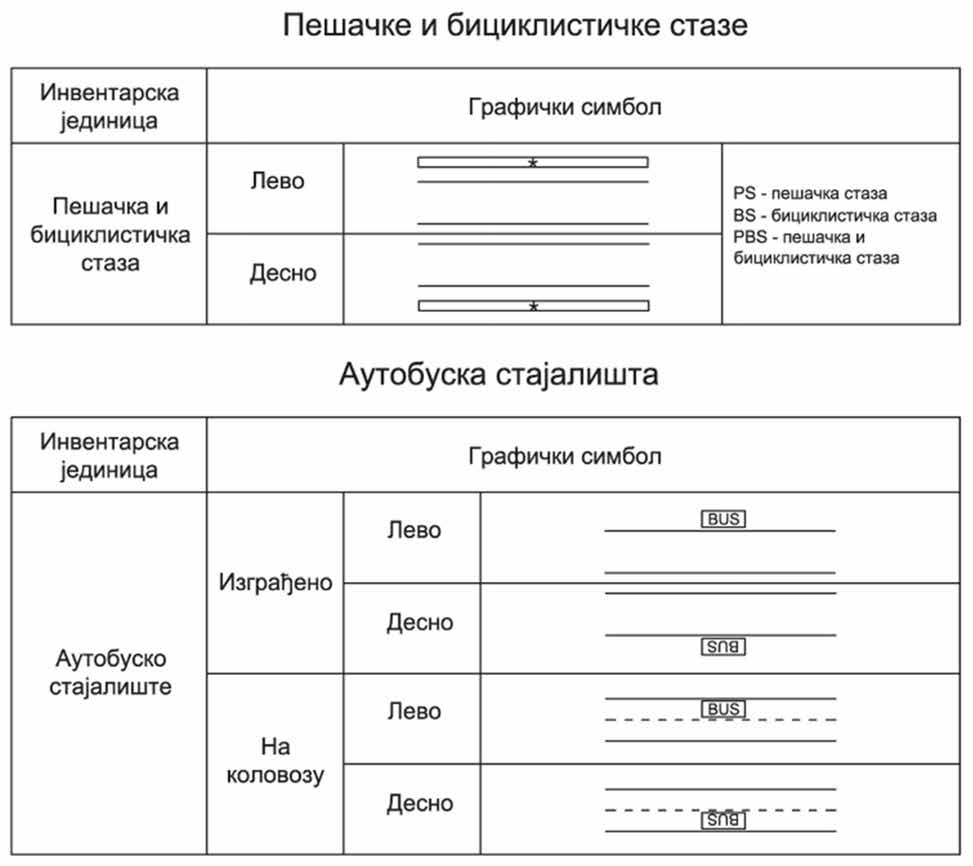 Пешачке и бициклистичке стазе
Инвентарска
јединица
Графички симбол
Пешачка и
бициклистичка
стаза
Лево
*
Десно
*
PS - пешачка стаза
BS - бициклистичка стаза
PBS - пешачка и
бициклистичка стаза
Аутобуска стајалишта
Инвентарска
јединица
Графички симбол
Аутобуско
стајалиште
Изграђено
Лево
BUS
Десно
BUS
На
коловозу
Лево
BUS
Десно
BUS